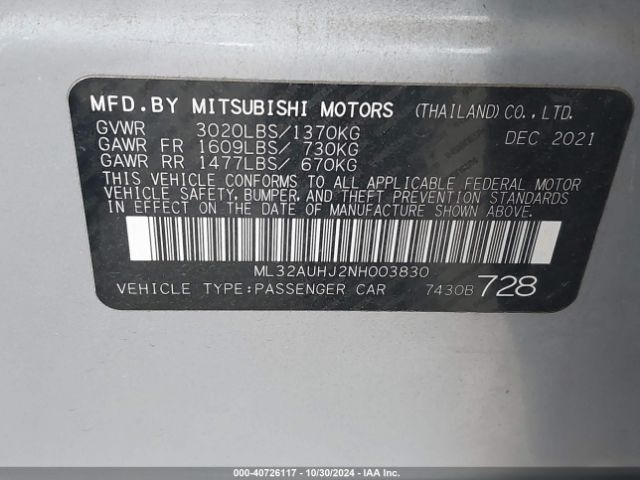 MFD.BY MITSUBISHI MOTORS (THAILAND) CO., LTD.
GVWR 3020LBS/1370KG DEC 2021
GAWR FR 1609LBS/ 730KG
GAWR RR 1477LBS/ 670KG
THIS VEHICLE CONFORMS TO ALL APPLICABLE FEDERAL MOTOR
VEHICLE SAFETY, BUMPER, AND THEFT PREVENTION STANDARDS
IN EFFECT ON THE DATE OF MANUFACTURE SHOWN ABOVE.
ML32AUHJ2NH003830
VEHICLE TYPE:PASSENGER CAR 7430B 728
000-40726117 - 10/30/2024 - IAA Inc.